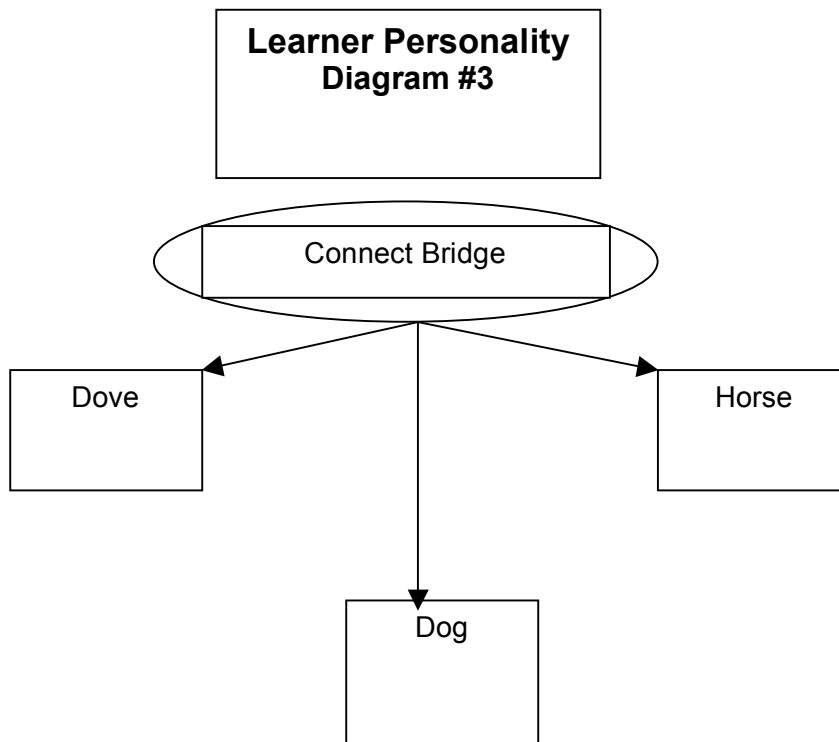 Learner Personality
Diagram #3
Connect Bridge
Dove
Horse
Dog